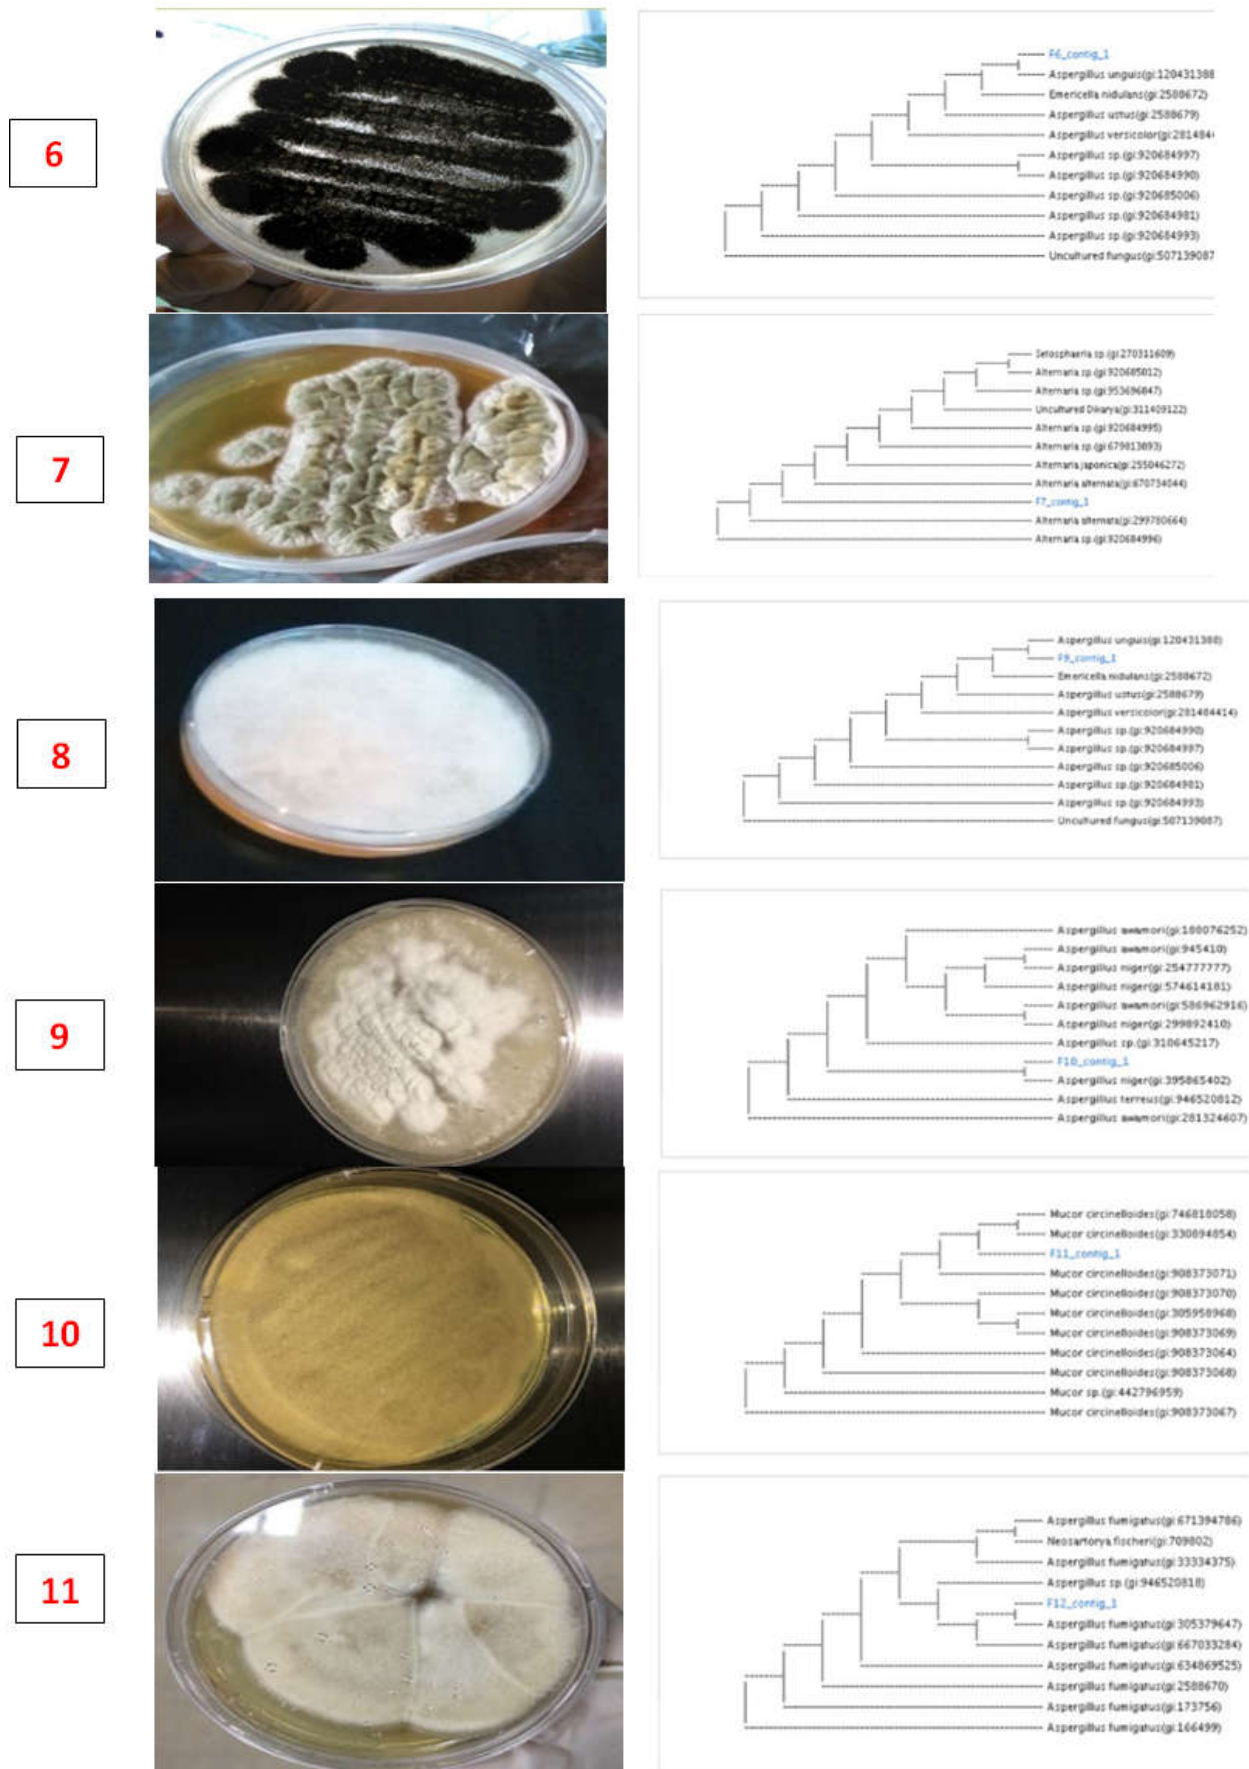 6
F6_contig_1
Aspergillus unguis(gi:120431388
Emericella nidulans(gi:2588672)
Aspergillus ustus(gi:2588679)
Aspergillus versicolor(gi:281484
Aspergillus sp.(gi:920684997)
Aspergillus sp.(gi:920684990)
Aspergillus sp.(gi:920685006)
Aspergillus sp.(gi:920684981)
Aspergillus sp.(gi:920684993)
Uncultured fungus(gi:507139087
7
Setosphaeria sp.(gi:270311609)
Alternaria sp.(gi:920685012)
Alternaria sp.(gi:953696847)
Uncultured Dikarya(gi:311409122)
Alternaria sp.(gi:920684995)
Alternaria sp.(gi:679813893)
Alternaria japonica(gi:255046272)
Alternaria alternata(gi:670734044)
F7_contig_1
Alternaria alternata(gi:299780664)
Alternaria sp.(gi:920684996)
8
Aspergillus unguis(gi:120431388)
F9_contig_1
Emericella nidulans(gi:2588672)
Aspergillus ustus(gi:2588679)
Aspergillus versicolor(gi:281484414)
Aspergillus sp.(gi:920684990)
Aspergillus sp.(gi:920684997)
Aspergillus sp.(gi:920685006)
Aspergillus sp.(gi:920684981)
Aspergillus sp.(gi:920684993)
Uncultured fungus(gi:507139087)
9
Aspergillus awamori(gi:188076252)
Aspergillus awamori(gi:945410)
Aspergillus niger(gi:254777777)
Aspergillus niger(gi:574614181)
Aspergillus awamori(gi:586962916)
Aspergillus niger(gi:299892410)
Aspergillus sp.(gi:310645217)
F10_contig_1
Aspergillus niger(gi:395865402)
Aspergillus terreus(gi:946520812)
Aspergillus awamori(gi:281324607)
10
Mucor circinelloides(gi:746818058)
Mucor circinelloides(gi:330894854)
F11_contig_1
Mucor circinelloides(gi:908373071)
Mucor circinelloides(gi:908373070)
Mucor circinelloides(gi:305958968)
Mucor circinelloides(gi:908373069)
Mucor circinelloides(gi:908373064)
Mucor circinelloides(gi:908373068)
Mucor sp.(gi:442796959)
Mucor circinelloides(gi:908373067)
11
Aspergillus fumigatus(gi:671394786)
Neosartorya fischeri(gi:709802)
Aspergillus fumigatus(gi:33334375)
Aspergillus sp.(gi:946520818)
F12_contig_1
Aspergillus fumigatus(gi:305379647)
Aspergillus fumigatus(gi:667033284)
Aspergillus fumigatus(gi:634869525)
Aspergillus fumigatus(gi:2588670)
Aspergillus fumigatus(gi:173756)
Aspergillus fumigatus(gi:166499)